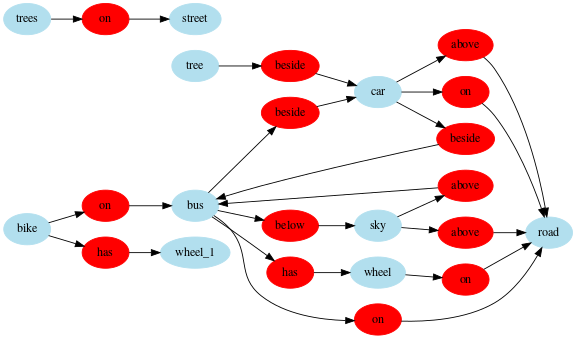 trees on street
above
tree beside
car on
beside
beside
above
on bus
below sky above
bike road
has wheel_1
has wheel on
on